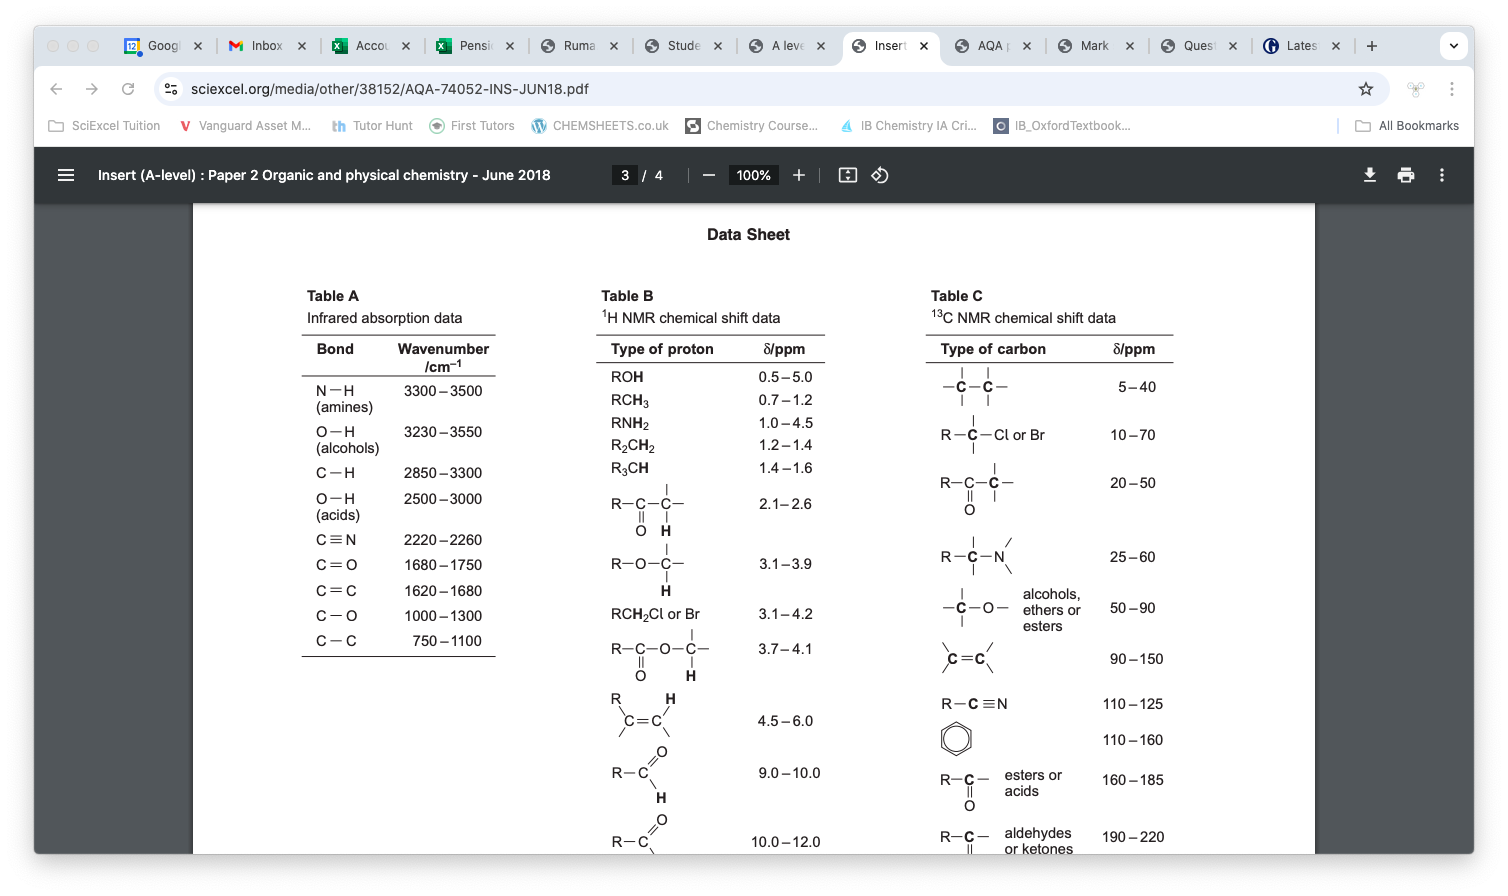 12 Googl Inbox Accou Pensio Ruma Stude A leve Insert AQA p Mark Quest Latest
sciexcel.org/media/other/38152/AQA-74052-INS-JUN18.pdf
SciExcel Tuition V Vanguard Asset M... th Tutor Hunt First Tutors CHEMSHEETS.co.uk Chemistry Course... IB Chemistry IA Cri... IB_OxfordTextbook... All Bookmarks
Insert (A-level) : Paper 2 Organic and physical chemistry - June 2018 3 / 4 — 100% +
Data Sheet
Table A
Infrared absorption data
Bond Wavenumber
/cm⁻¹
N—H 3300–3500
(amines)
O—H 3230–3550
(alcohols)
C—H 2850–3300
O—H 2500–3000
(acids)
C≡N 2220–2260
C=O 1680–1750
C=C 1620–1680
C—O 1000–1300
C—C 750–1100
Table B
¹H NMR chemical shift data
Type of proton δ/ppm
ROH 0.5–5.0
RCH₃ 0.7–1.2
RNH₂ 1.0–4.5
R₂CH₂ 1.2–1.4
R₃CH 1.4–1.6
R—C—C— 2.1–2.6
O H
R—O—C— 3.1–3.9
H
RCH₂Cl or Br 3.1–4.2
R—C—O—C— 3.7–4.1
O H
R H
C=C 4.5–6.0
O
R—C 9.0–10.0
H
O
R—C 10.0–12.0
Table C
¹³C NMR chemical shift data
Type of carbon δ/ppm
—C—C— 5–40
R—C—Cl or Br 10–70
R—C—C— 20–50
O
R—C—N 25–60
alcohols,
—C—O— ethers or 50–90
esters
C=C 90–150
R—C≡N 110–125
110–160
R—C— esters or 160–185
acids
O
R—C— aldehydes 190–220
or ketones